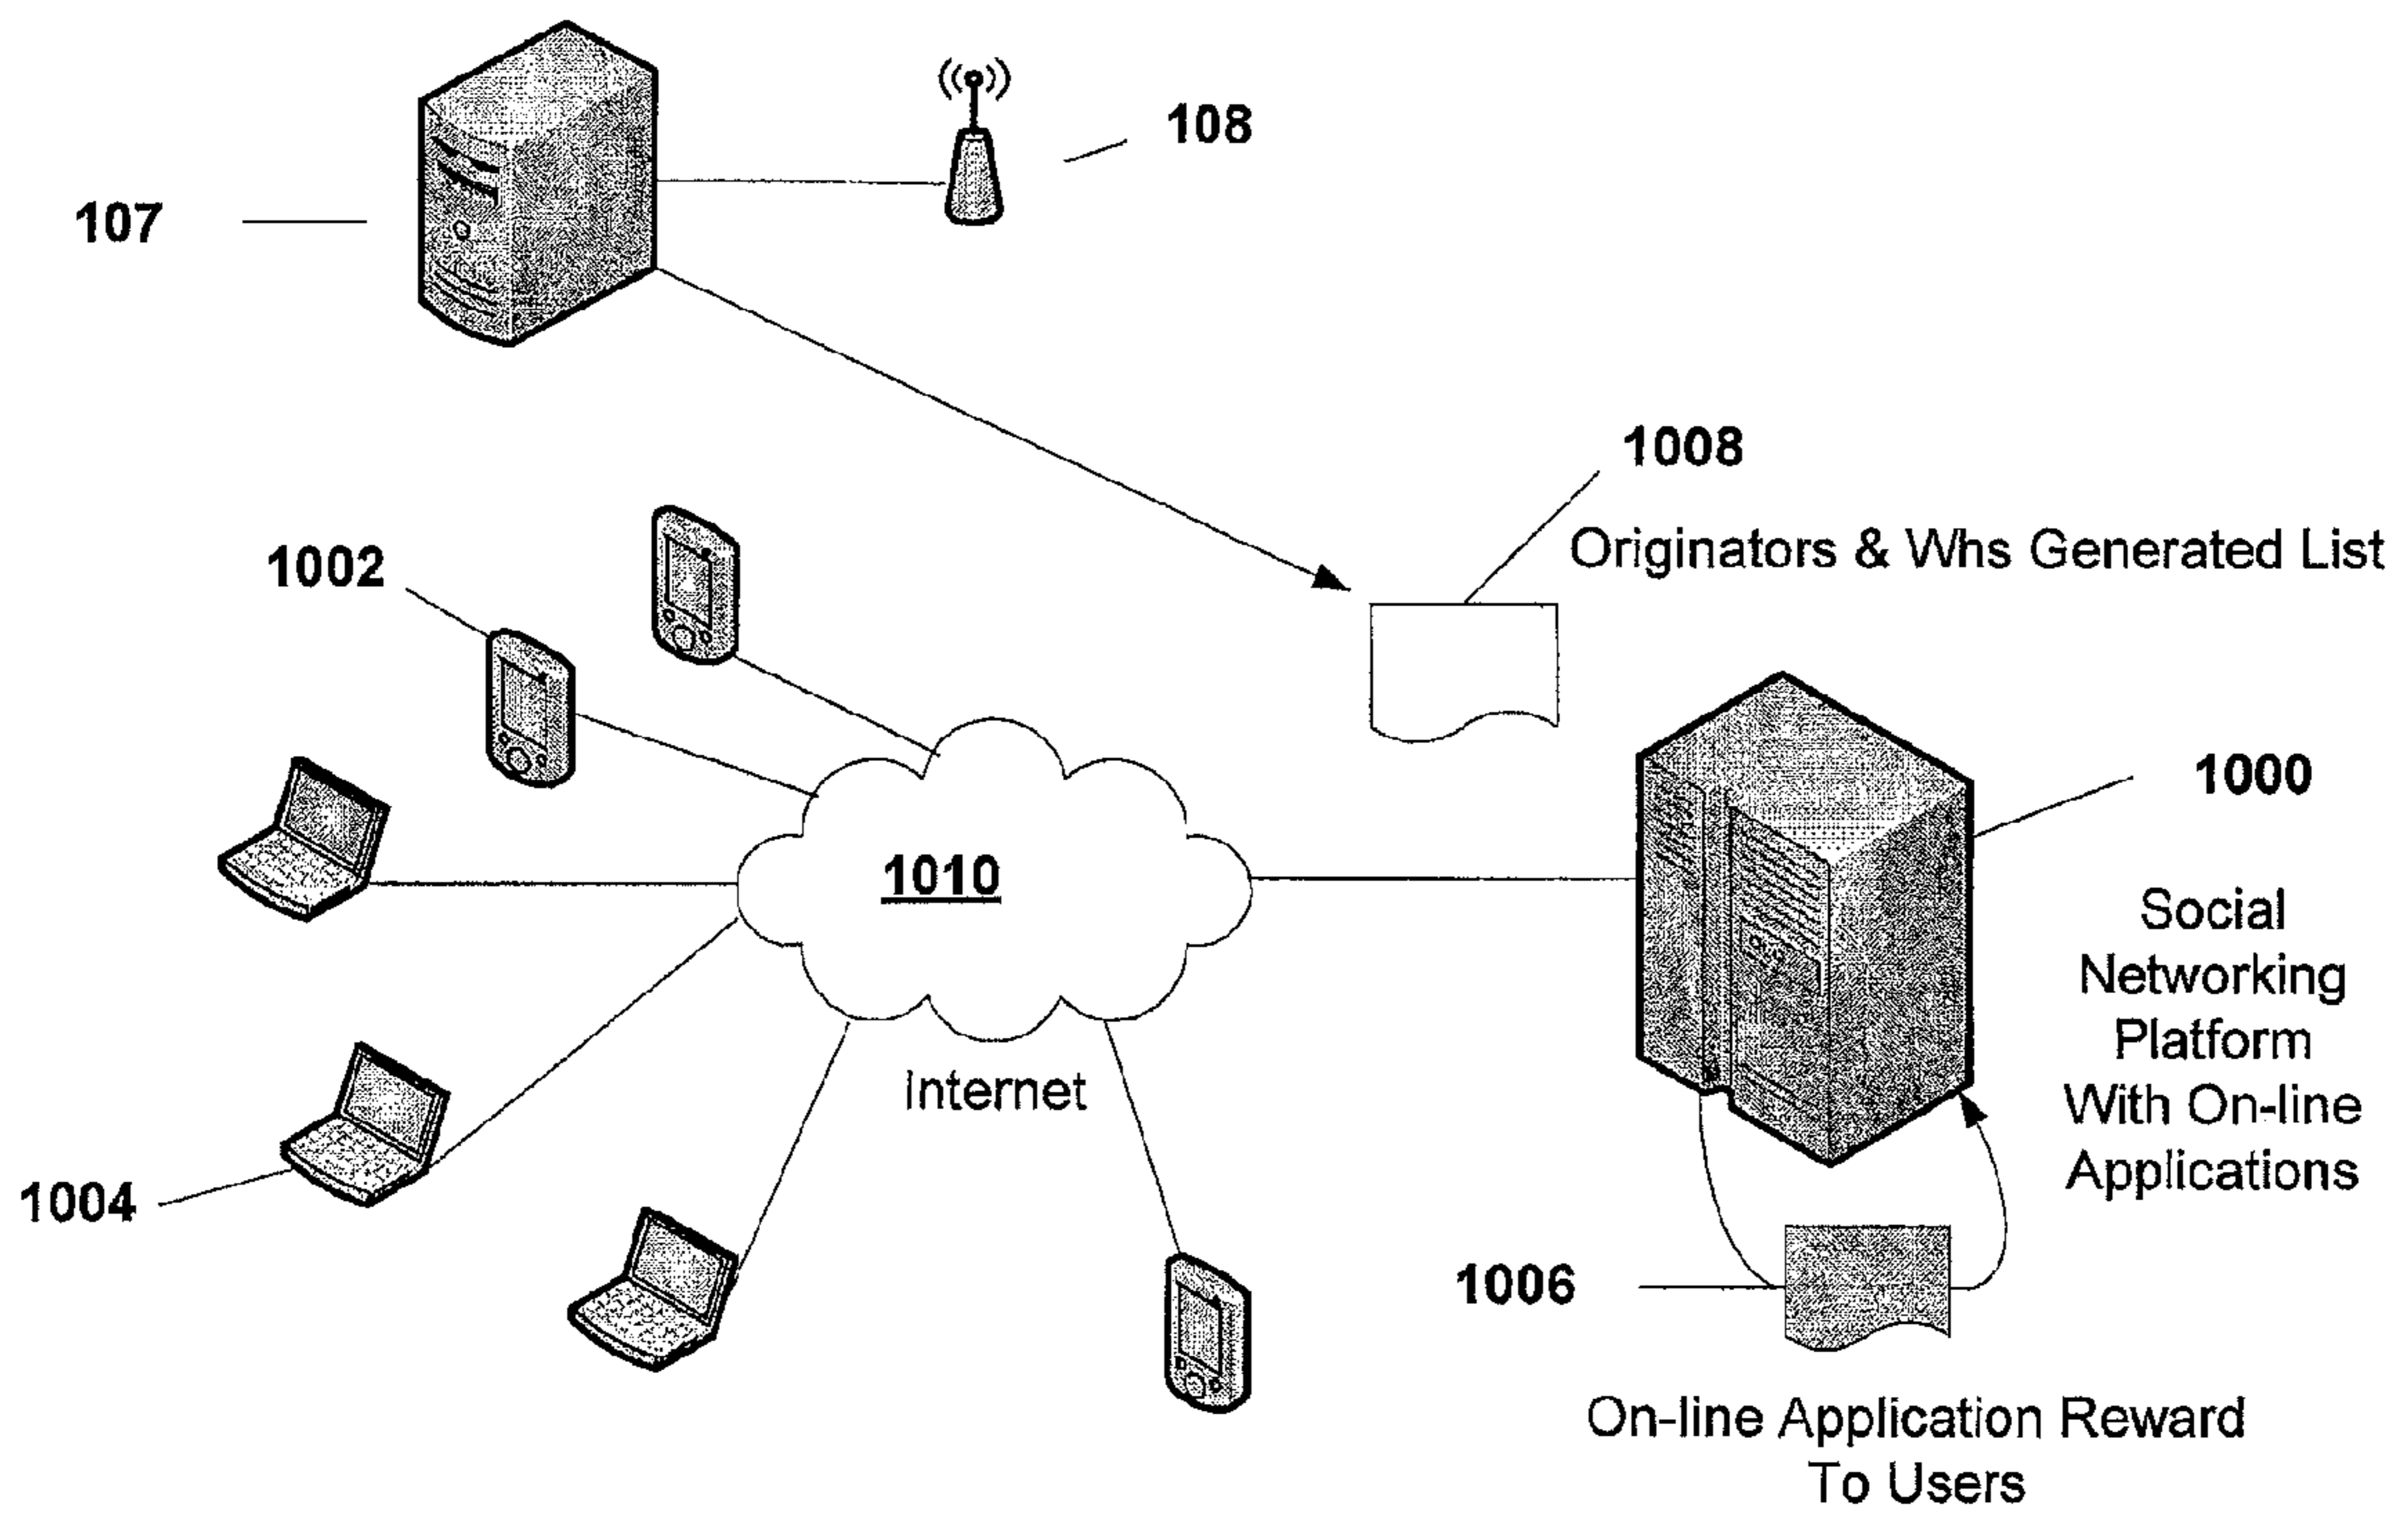 108
107
1008
Originators & Whs Generated List
1002
1000
1010
Social
Networking
Platform
With On-line
Applications
Internet
1004
1006
On-line Application Reward
To Users